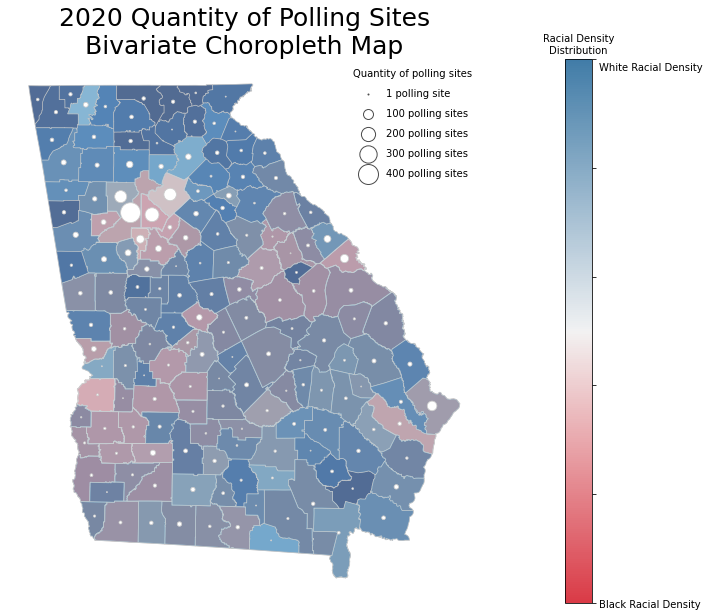 2020 Quantity of Polling Sites
Bivariate Choropleth Map
Quantity of polling sites
1 polling site
100 polling sites
200 polling sites
300 polling sites
400 polling sites
Racial Density
Distribution
White Racial Density
Black Racial Density